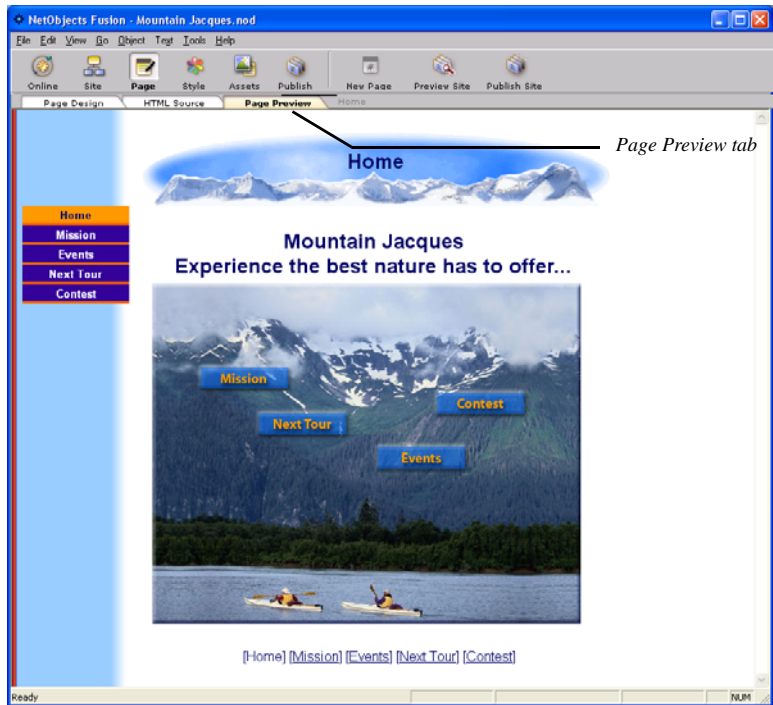 NetObjects Fusion - Mountain Jacques.nod
File Edit View Go Object Text Tools Help
Online Site Page Style Assets Publish New Page Preview Site Publish Site
Page Design HTML Source Page Preview Home
Page Preview tab
Home
Home
Mission
Events
Next Tour
Contest
Mountain Jacques
Experience the best nature has to offer...
Mission
Contest
Next Tour
Events
[Home] [Mission] [Events] [Next Tour] [Contest]
Ready NUM